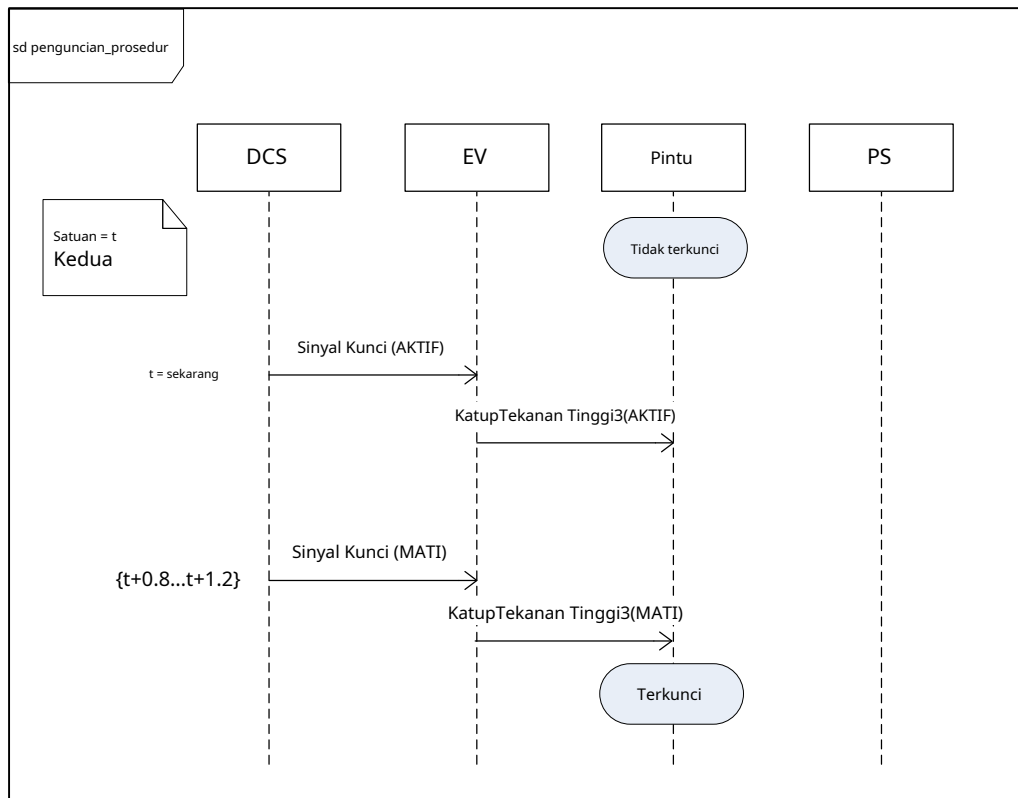 sd penguncian_prosedur
DCS
EV
Pintu
PS
Satuan = t
Kedua
Tidak terkunci
Sinyal Kunci (AKTIF)
t = sekarang
KatupTekanan Tinggi3(AKTIF)
Sinyal Kunci (MATI)
{t+0.8...t+1.2}
KatupTekanan Tinggi3(MATI)
Terkunci